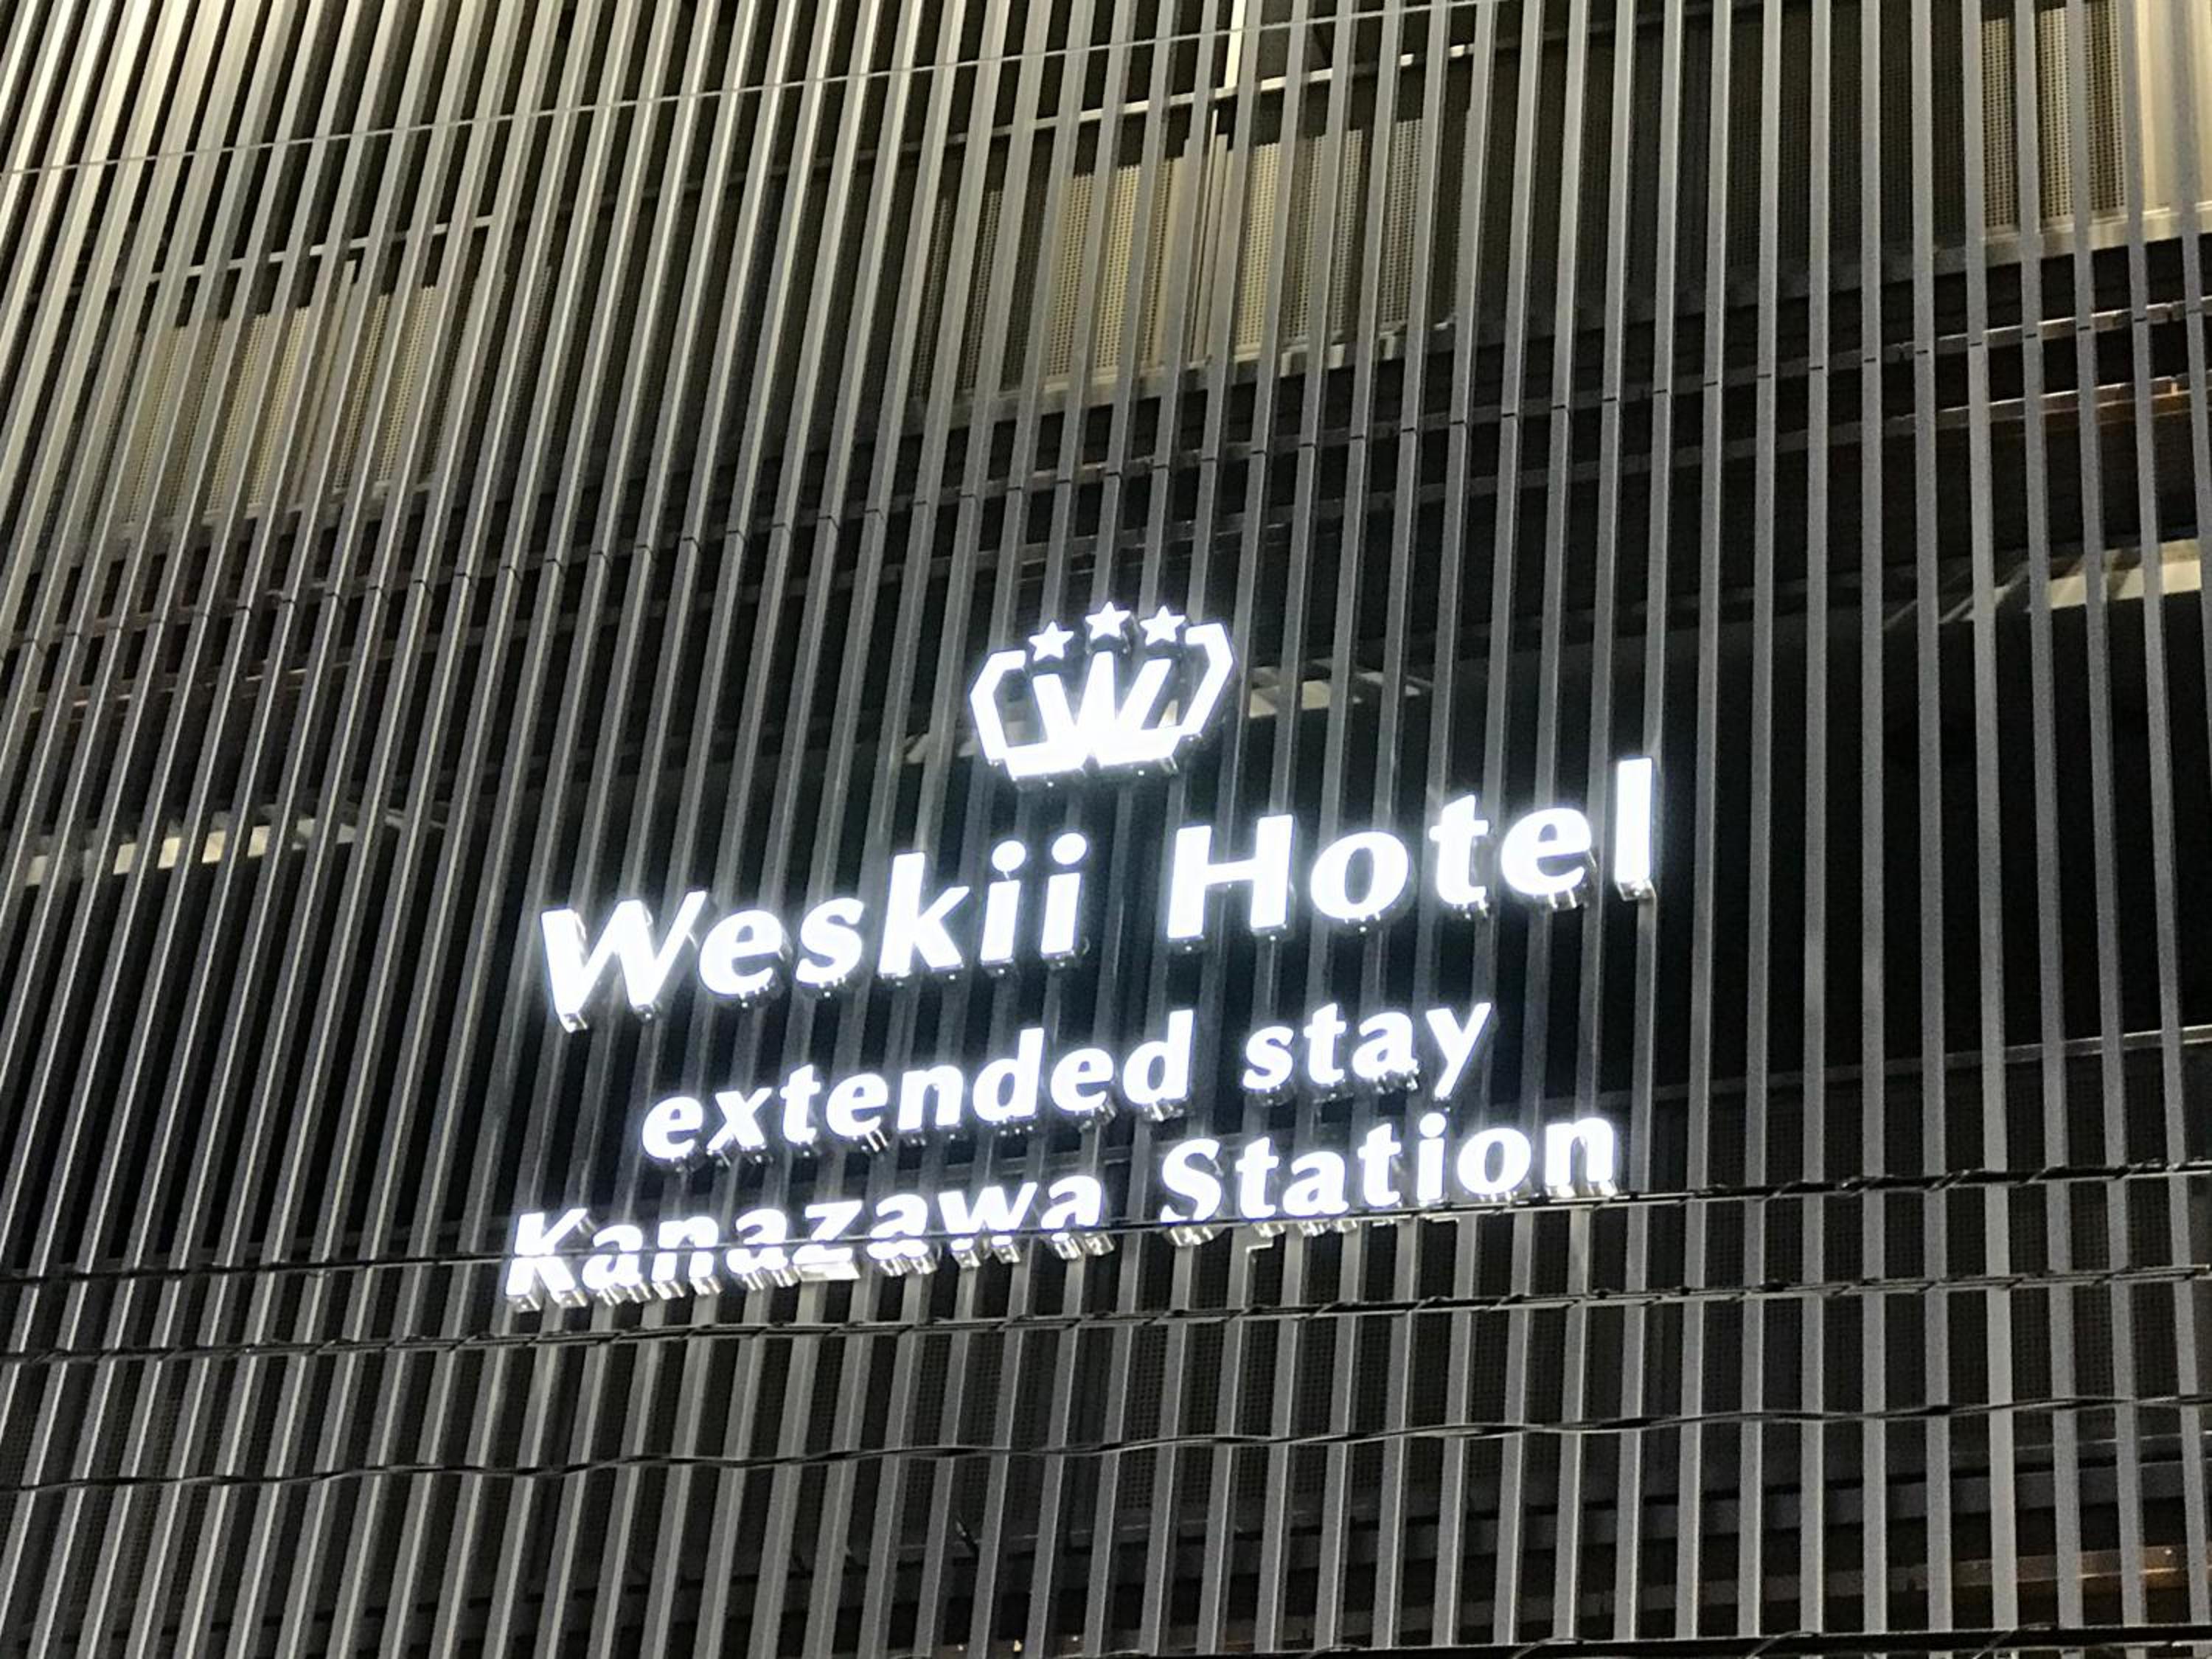 W
Weskii Hotel
extended stay
Kanazawa Station